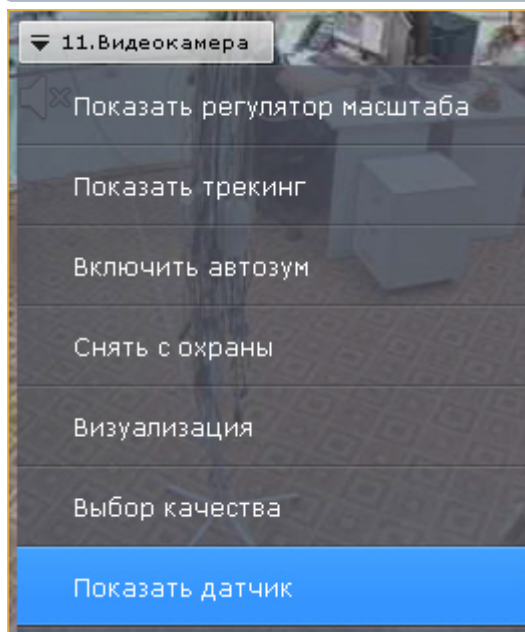 11.Видеокамера
Показать регулятор масштаба
Показать трекинг
Включить автозум
Снять с охраны
Визуализация
Выбор качества
Показать датчик